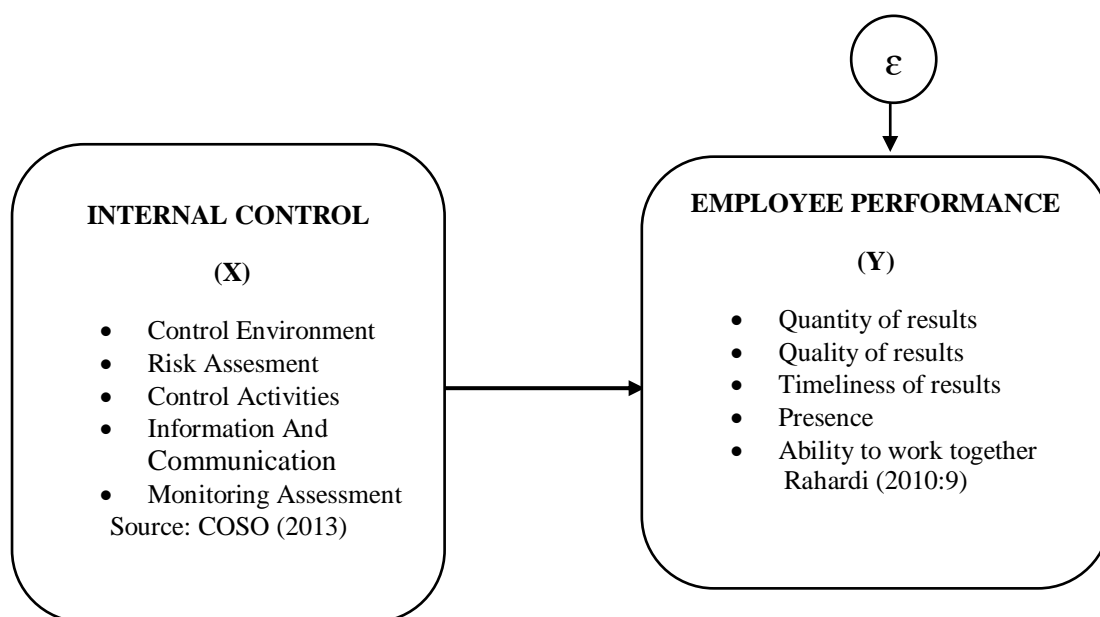 ε
INTERNAL CONTROL
(X)
• Control Environment
• Risk Assesment
• Control Activities
• Information And
Communication
• Monitoring Assessment
Source: COSO (2013)
EMPLOYEE PERFORMANCE
(Y)
• Quantity of results
• Quality of results
• Timeliness of results
• Presence
• Ability to work together
Rahardi (2010:9)